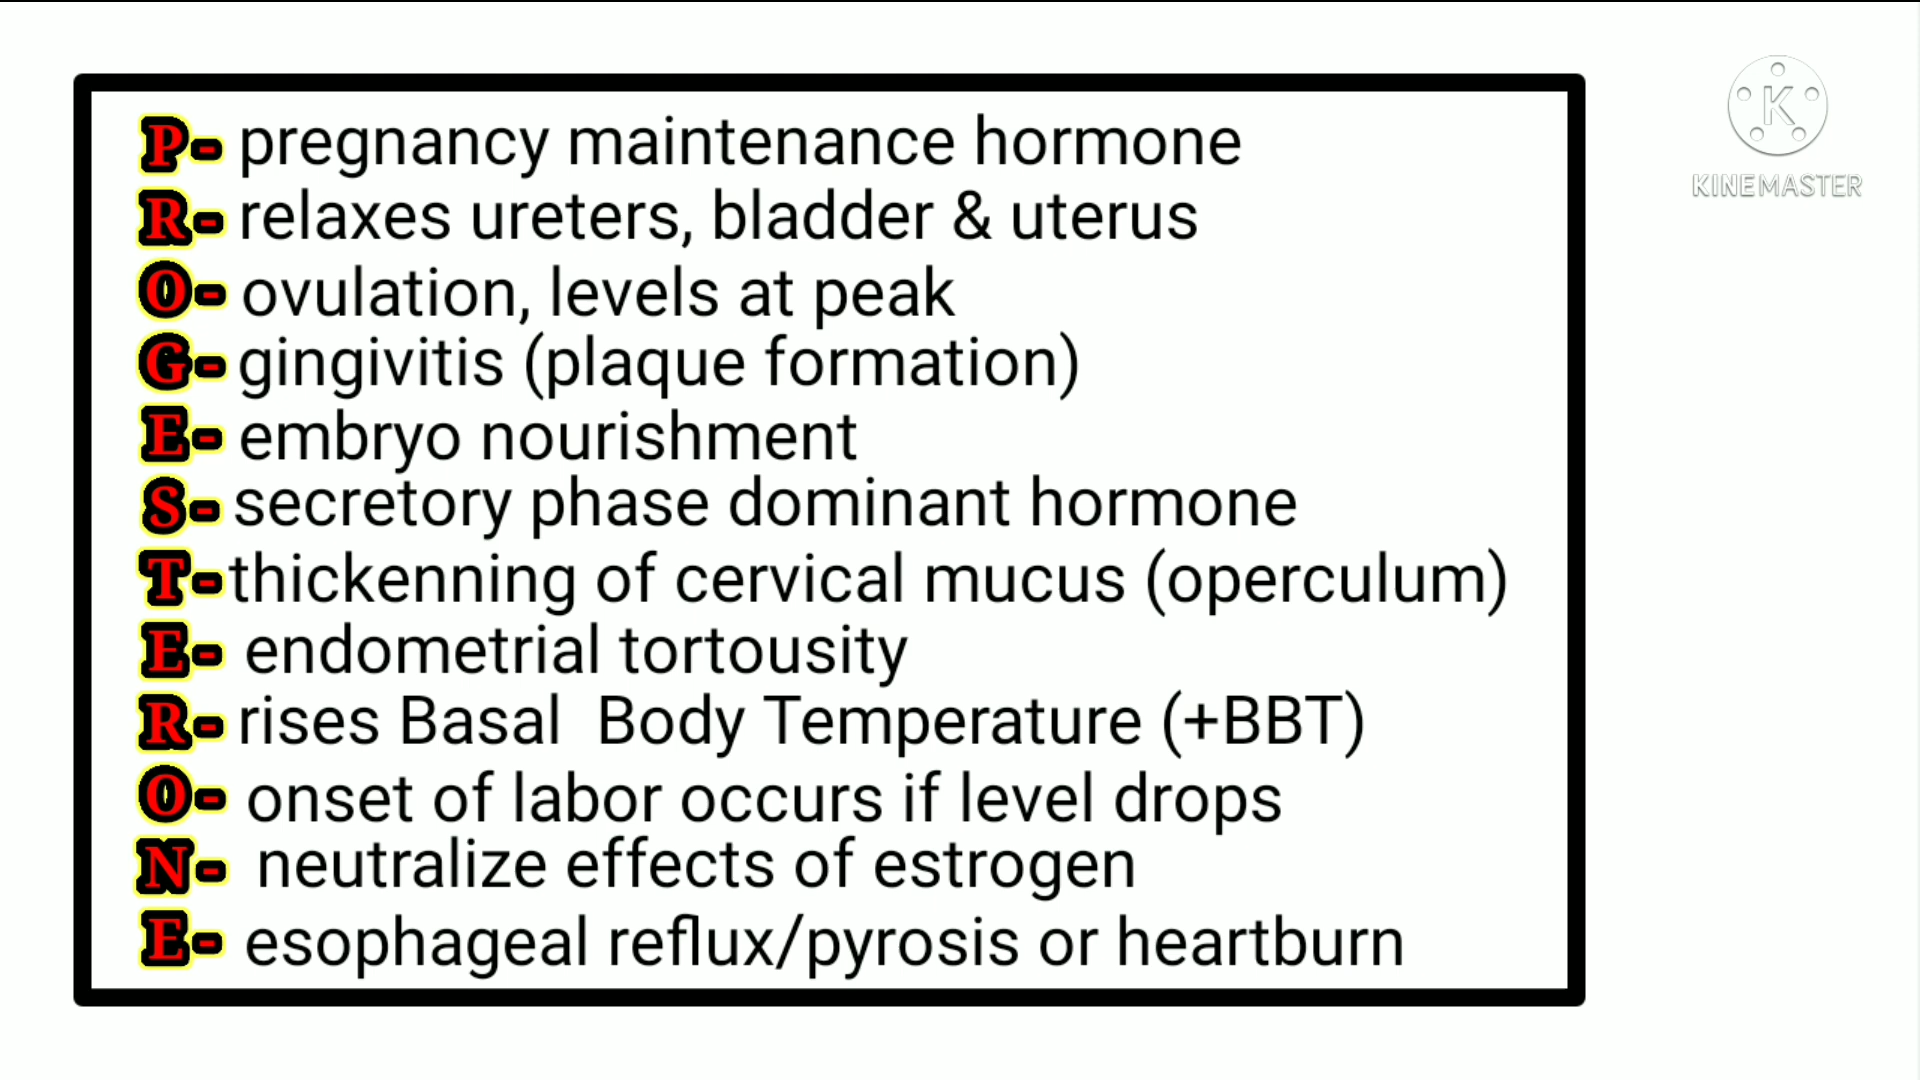 P- pregnancy maintenance hormone
R- relaxes ureters, bladder & uterus
O- ovulation, levels at peak
G- gingivitis (plaque formation)
E- embryo nourishment
S- secretory phase dominant hormone
T- thickenning of cervical mucus (operculum)
E- endometrial tortousity
R- rises Basal Body Temperature (+BBT)
O- onset of labor occurs if level drops
N- neutralize effects of estrogen
E- esophageal reflux/pyrosis or heartburn
K
KINEMASTER